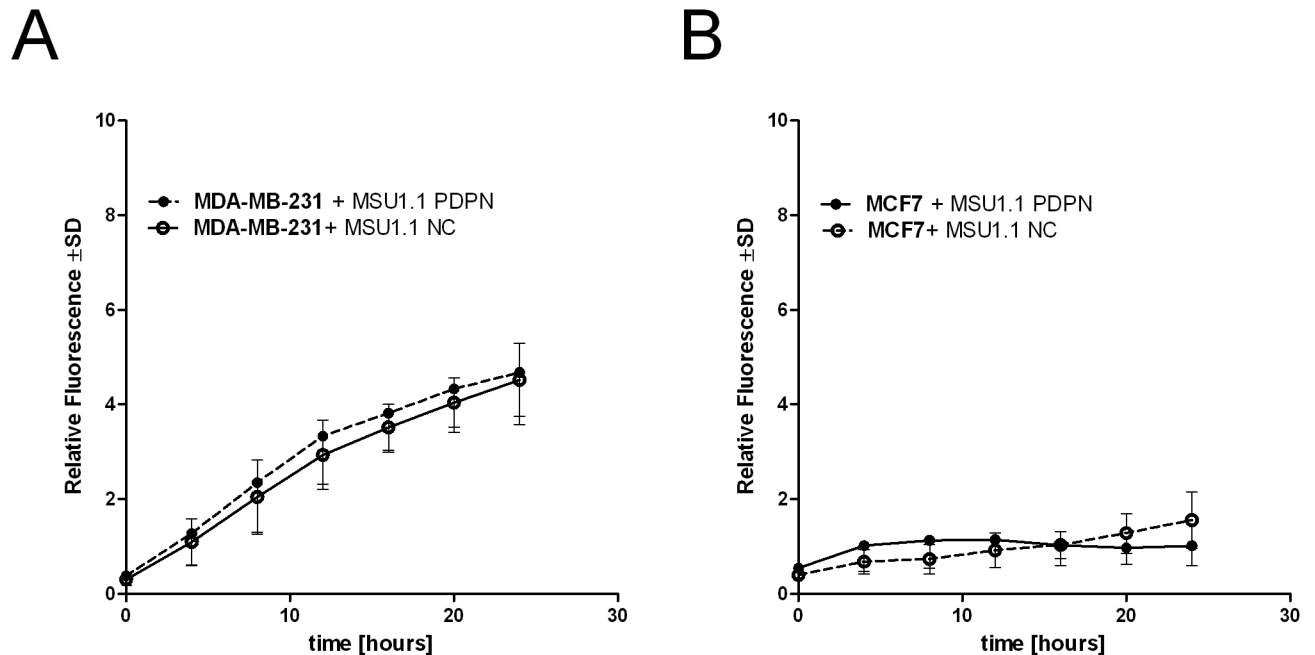 A
10
8
6
4
2
0
Relative Fluorescence ±SD
MDA-MB-231 + MSU1.1 PDPN
MDA-MB-231+ MSU1.1 NC
0 10 20 30
time [hours]
B
10
8
6
4
2
0
Relative Fluorescence ±SD
MCF7 + MSU1.1 PDPN
MCF7+ MSU1.1 NC
0 10 20 30
time [hours]